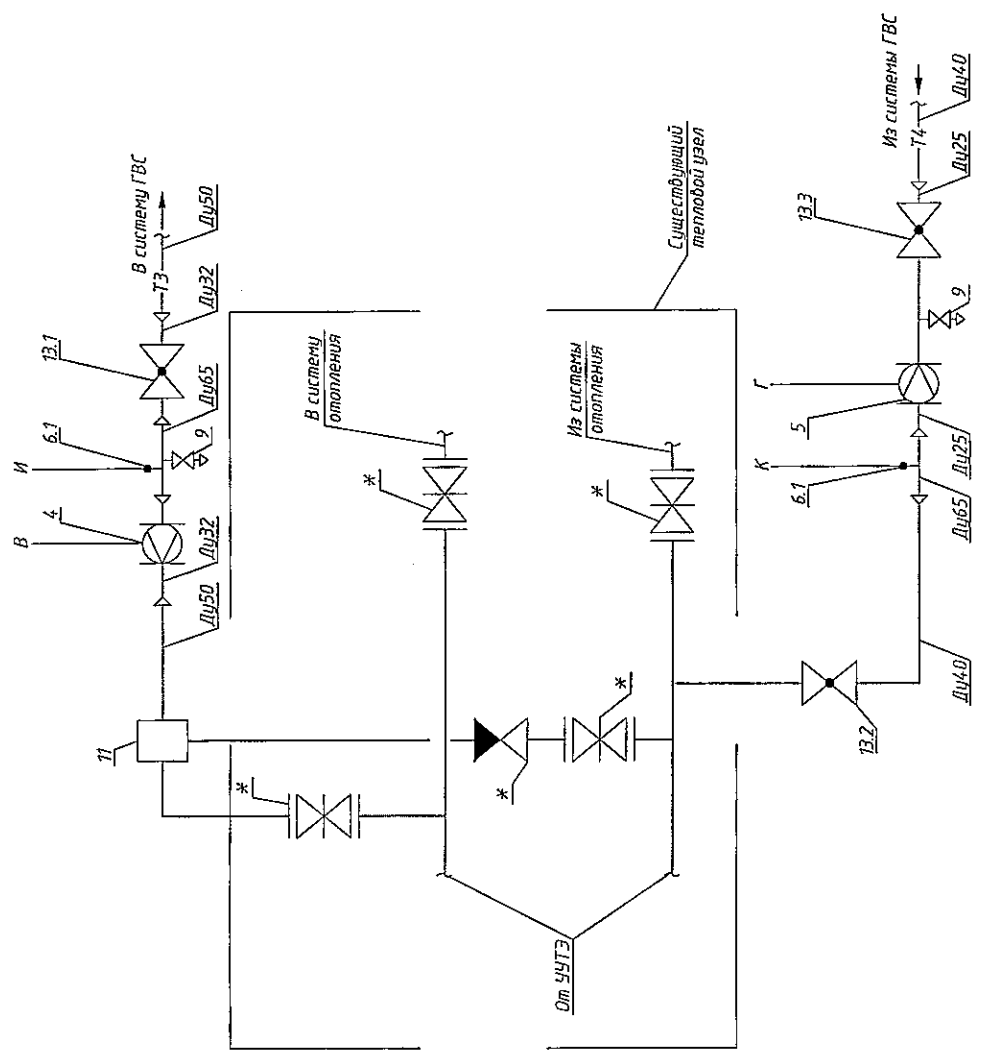 В
4
И
6.1
13.1
В систему ГВС
Т3
Ду50
Ду32
9
Ду65
Ду32
Ду50
11
*
В систему
отопления
*
Существующий
тепловой узел
Из системы
отопления
*
*
*
От УУТЭ
13.2
Ду40
К
6.1
Г
5
Ду65
Ду25
9
13.3
Из системы ГВС
Т4
Ду25
Ду40